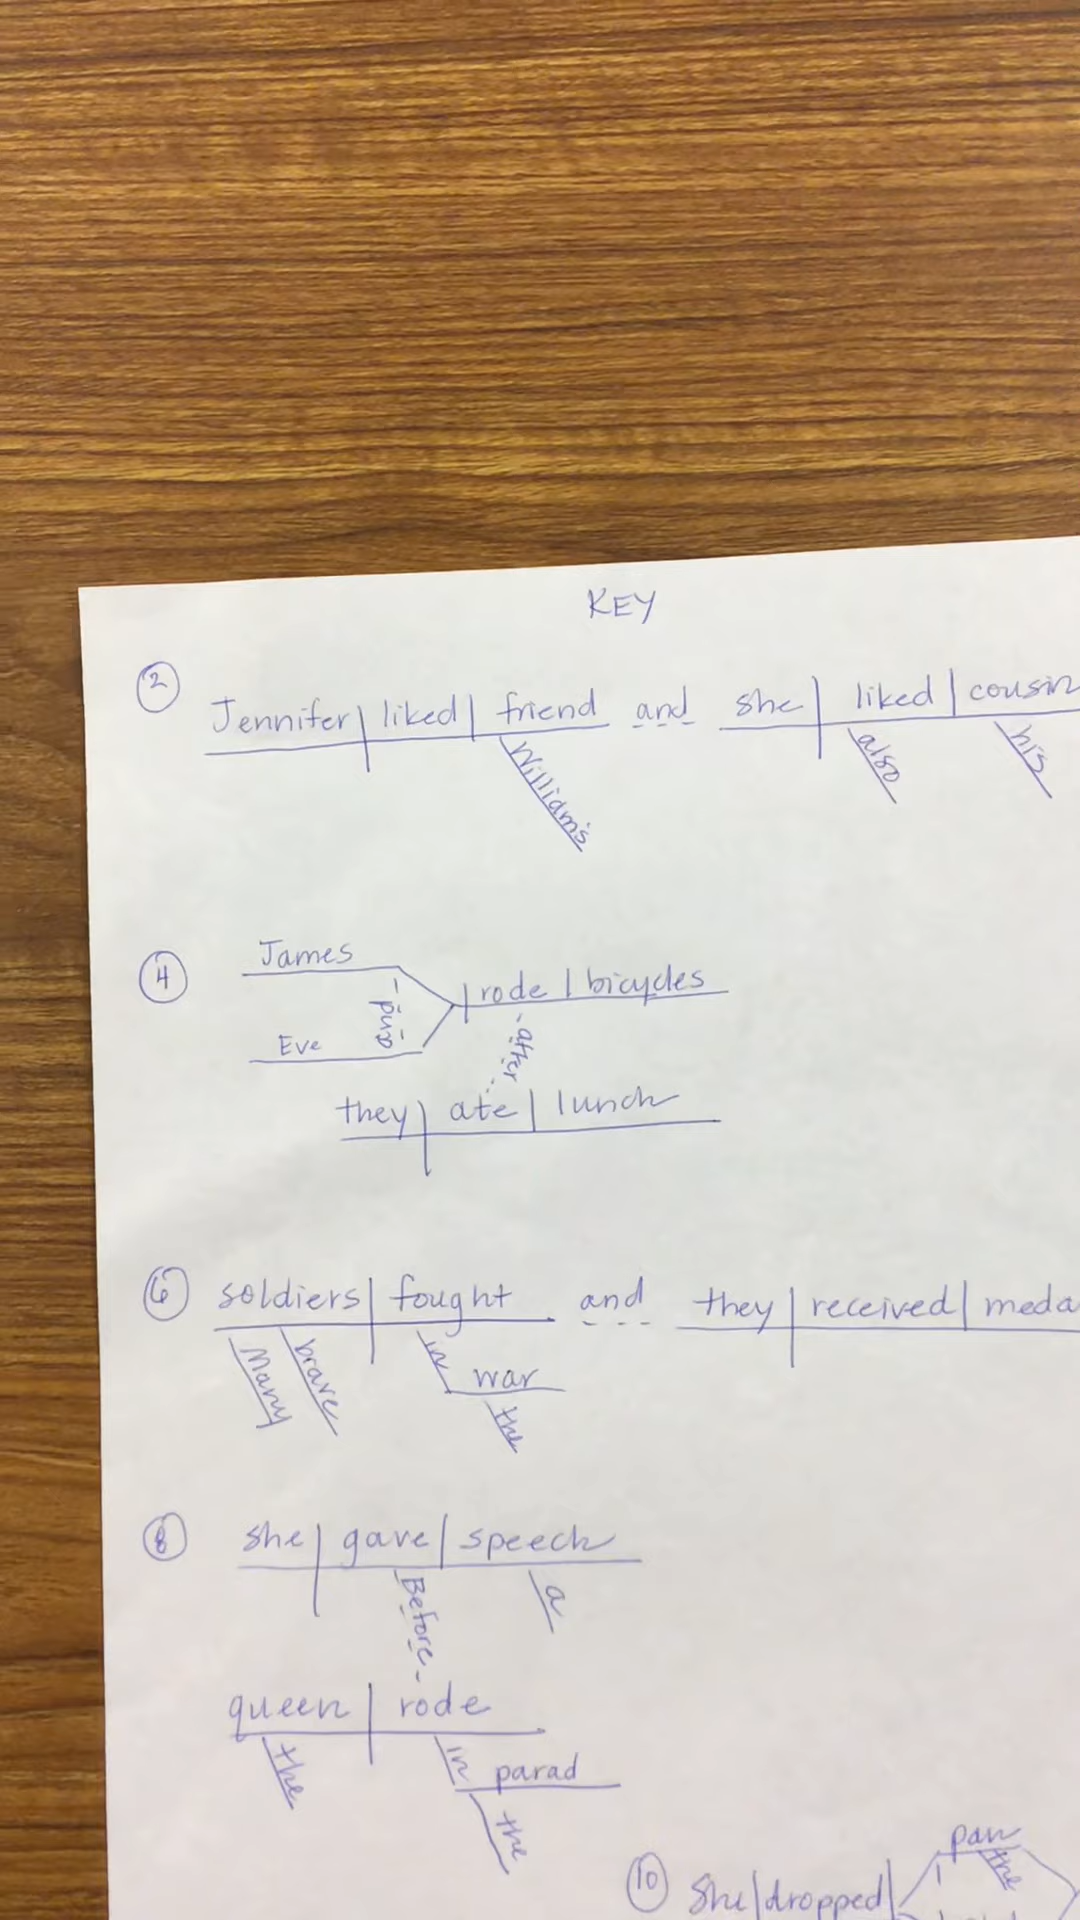 KEY
2 Jennifer liked friend and she liked cousin
Williams also his
4 James
and rode bicycles
Eve after
they ate lunch
6 soldiers fought and they received meda
Many brave in war
the
8 she gave speech
Before a
queen rode
the in parad
the
pan
the
10 She dropped